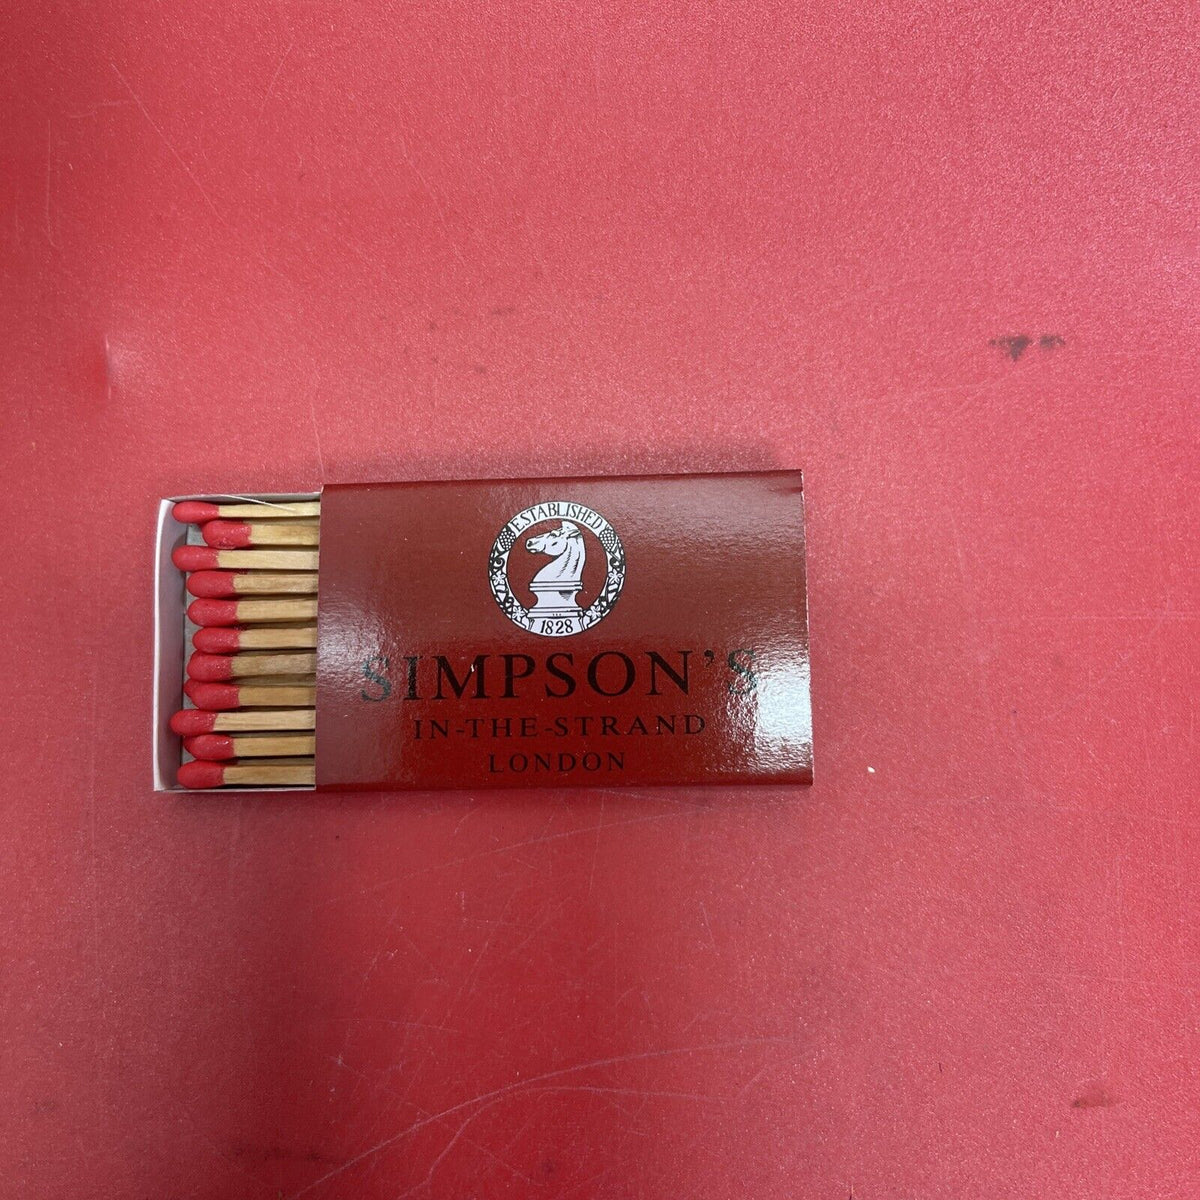 ESTABLISHED
1828
SIMPSON'S
IN-THE-STRAND
LONDON